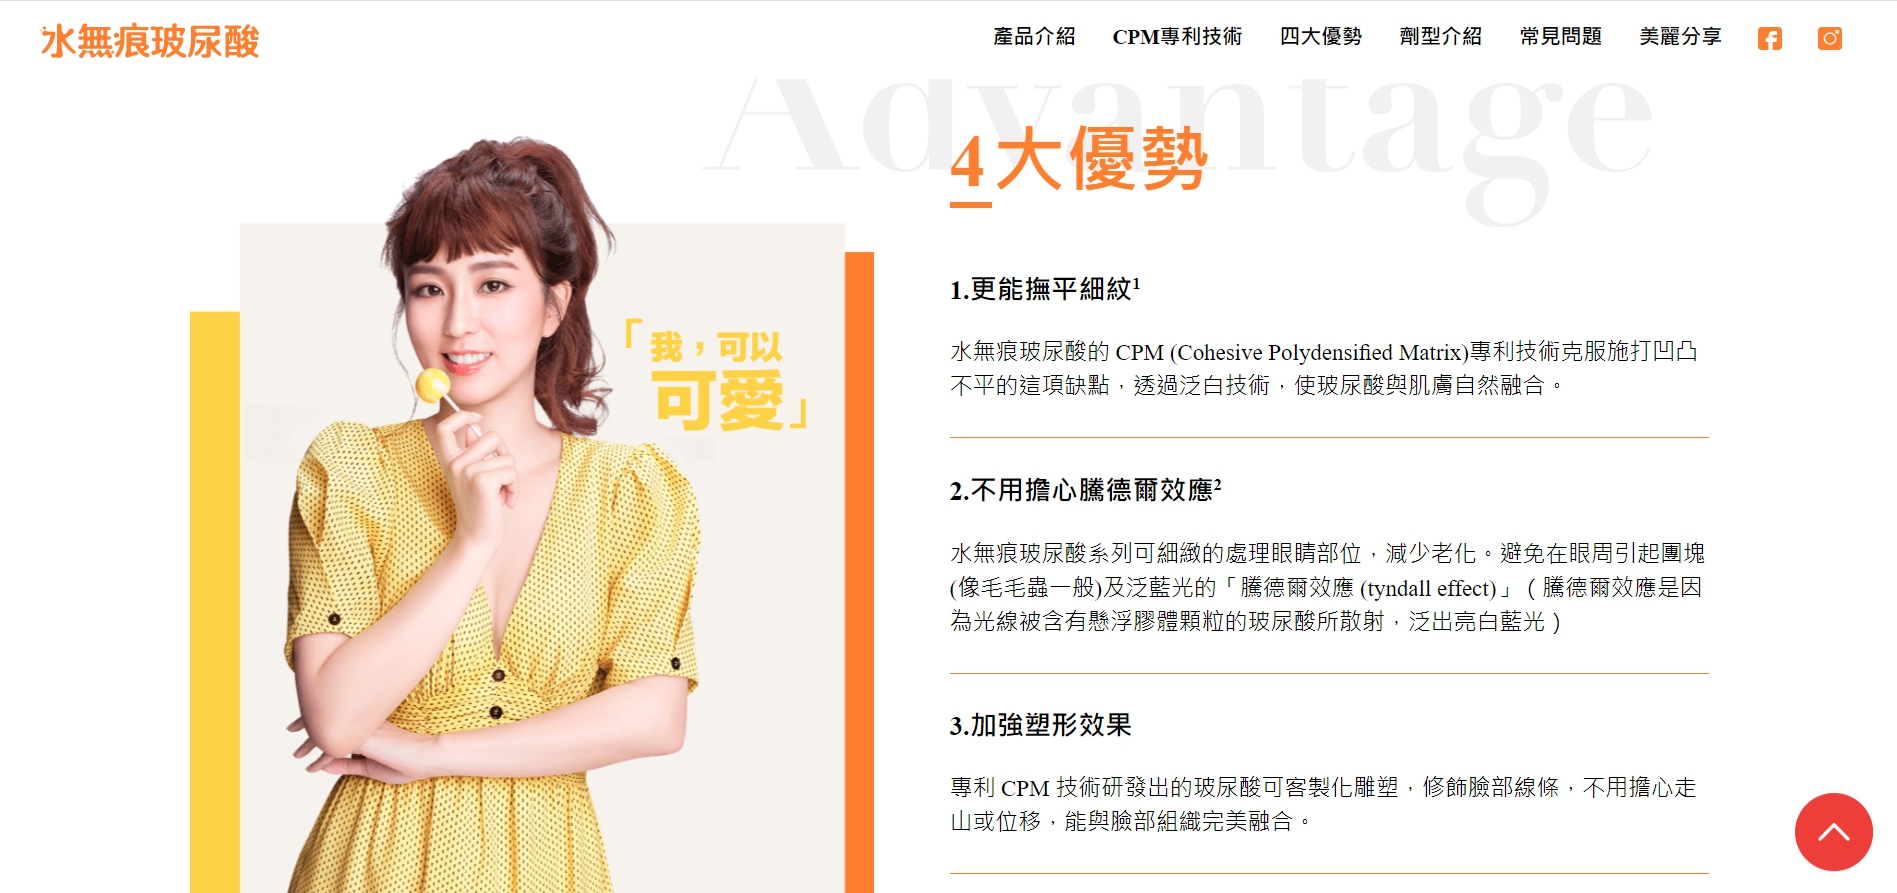 水無痕玻尿酸
產品介紹 CPM專利技術 四大優勢 劑型介紹 常見問題 美麗分享
Advantage
4大優勢
「我，可以
可愛」
1.更能撫平細紋¹
水無痕玻尿酸的 CPM (Cohesive Polydensified Matrix)專利技術克服施打凹凸
不平的這項缺點，透過泛白技術，使玻尿酸與肌膚自然融合。
2.不用擔心騰德爾效應²
水無痕玻尿酸系列可細緻的處理眼睛部位，減少老化。避免在眼周引起團塊
(像毛毛蟲一般)及泛藍光的「騰德爾效應 (tyndall effect)」（騰德爾效應是因
為光線被含有懸浮膠體顆粒的玻尿酸所散射，泛出亮白藍光）
3.加強塑形效果
專利 CPM 技術研發出的玻尿酸可客製化雕塑，修飾臉部線條，不用擔心走
山或位移，能與臉部組織完美融合。